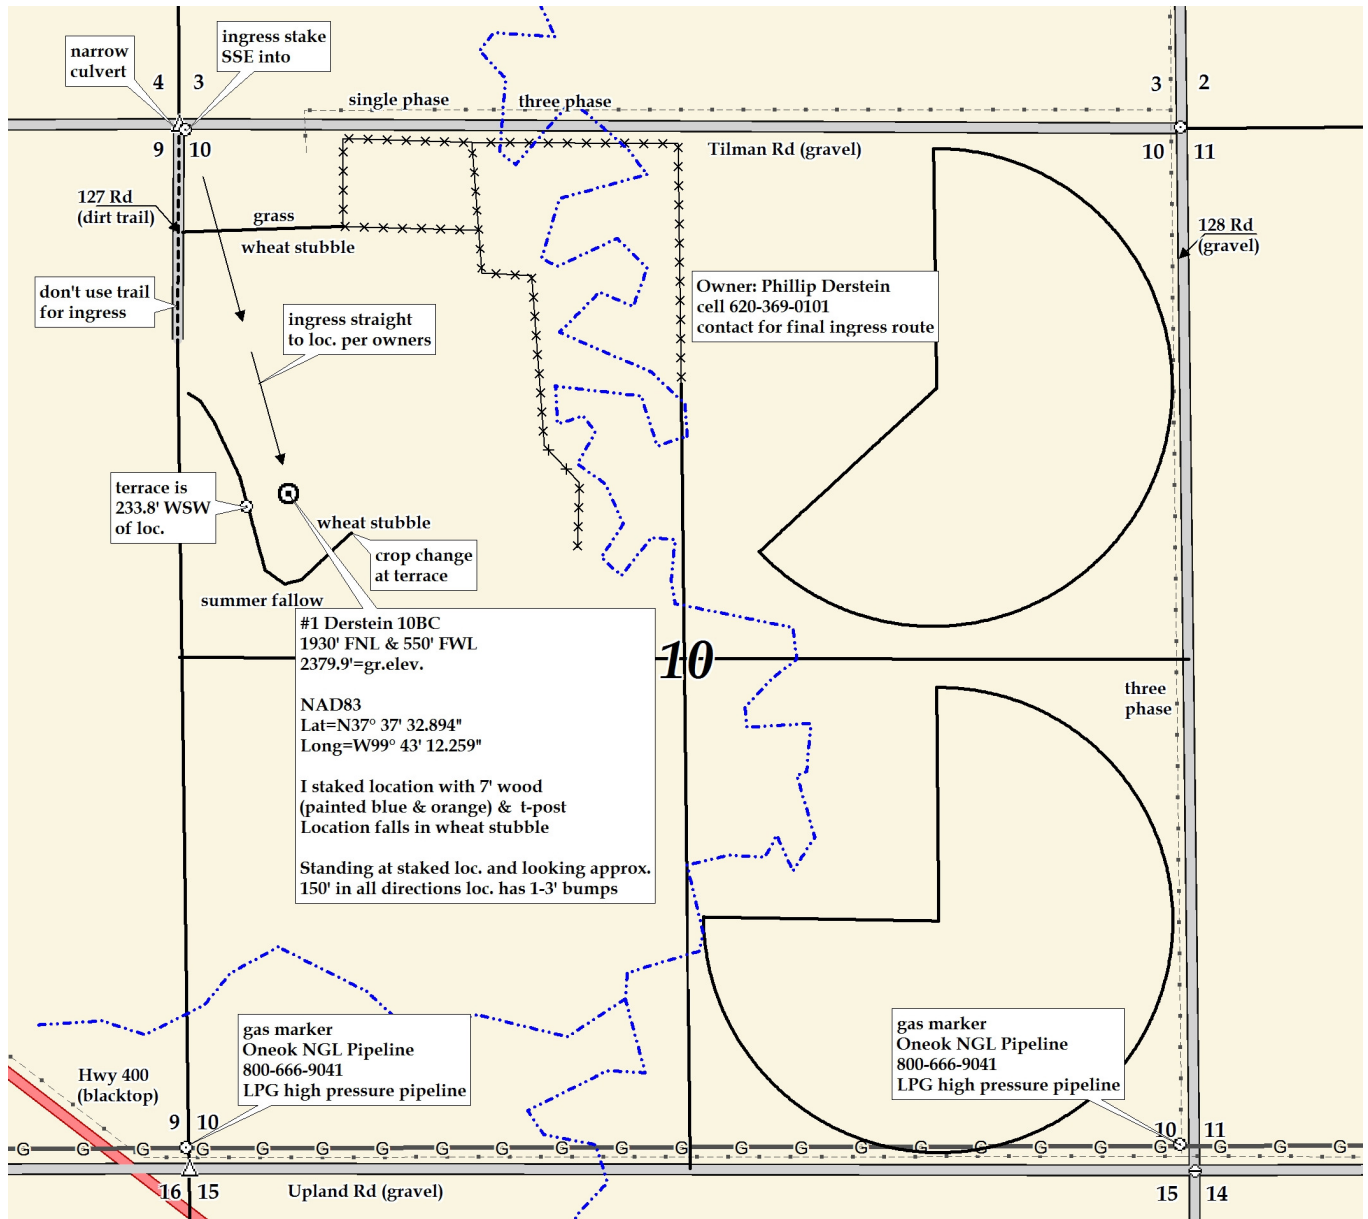 narrow
culvert
ingress stake
SSE into
4
3
3
2
single phase
three phase
9
10
Tilman Rd (gravel)
10
11
127 Rd
(dirt trail)
grass
wheat stubble
128 Rd
(gravel)
don't use trail
for ingress
Owner: Phillip Derstein
cell 620-369-0101
contact for final ingress route
ingress straight
to loc. per owners
terrace is
233.8' WSW
of loc.
wheat stubble
crop change
at terrace
summer fallow
#1 Derstein 10BC
1930' FNL & 550' FWL
2379.9'=gr.elev.
NAD83
Lat=N37° 37' 32.894"
Long=W99° 43' 12.259"
I staked location with 7' wood
(painted blue & orange) & t-post
Location falls in wheat stubble
Standing at staked loc. and looking approx.
150' in all directions loc. has 1-3' bumps
10
three
phase
gas marker
Oneok NGL Pipeline
800-666-9041
LPG high pressure pipeline
gas marker
Oneok NGL Pipeline
800-666-9041
LPG high pressure pipeline
Hwy 400
(blacktop)
9
10
10
11
G G G G G G G G G G G G G G G G G G G G G G G
16
15
Upland Rd (gravel)
15
14